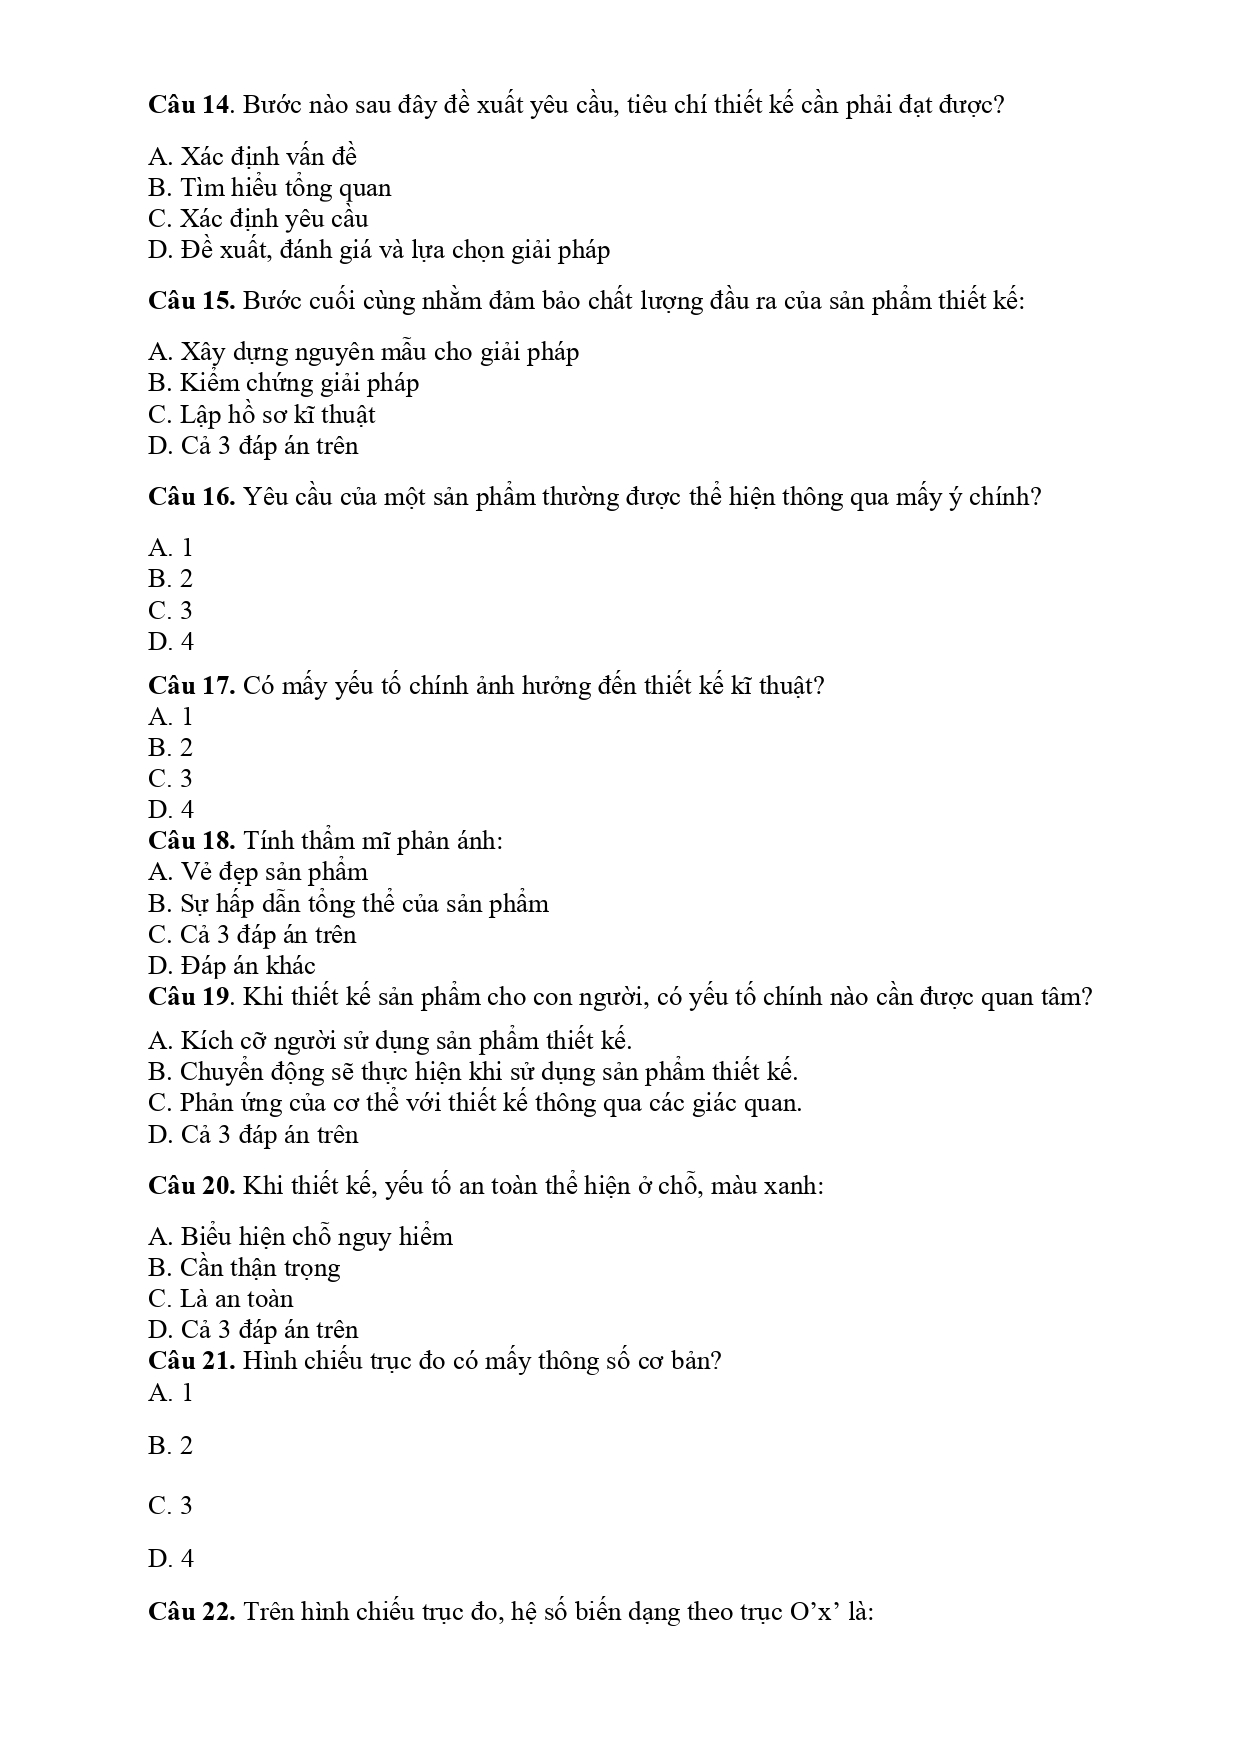 Câu 14. Bước nào sau đây đề xuất yêu cầu, tiêu chí thiết kế cần phải đạt được?
A. Xác định vấn đề
B. Tìm hiểu tổng quan
C. Xác định yêu cầu
D. Đề xuất, đánh giá và lựa chọn giải pháp
Câu 15. Bước cuối cùng nhằm đảm bảo chất lượng đầu ra của sản phẩm thiết kế:
A. Xây dựng nguyên mẫu cho giải pháp
B. Kiểm chứng giải pháp
C. Lập hồ sơ kĩ thuật
D. Cả 3 đáp án trên
Câu 16. Yêu cầu của một sản phẩm thường được thể hiện thông qua mấy ý chính?
A. 1
B. 2
C. 3
D. 4
Câu 17. Có mấy yếu tố chính ảnh hưởng đến thiết kế kĩ thuật?
A. 1
B. 2
C. 3
D. 4
Câu 18. Tính thẩm mĩ phản ánh:
A. Vẻ đẹp sản phẩm
B. Sự hấp dẫn tổng thể của sản phẩm
C. Cả 3 đáp án trên
D. Đáp án khác
Câu 19. Khi thiết kế sản phẩm cho con người, có yếu tố chính nào cần được quan tâm?
A. Kích cỡ người sử dụng sản phẩm thiết kế.
B. Chuyển động sẽ thực hiện khi sử dụng sản phẩm thiết kế.
C. Phản ứng của cơ thể với thiết kế thông qua các giác quan.
D. Cả 3 đáp án trên
Câu 20. Khi thiết kế, yếu tố an toàn thể hiện ở chỗ, màu xanh:
A. Biểu hiện chỗ nguy hiểm
B. Cần thận trọng
C. Là an toàn
D. Cả 3 đáp án trên
Câu 21. Hình chiếu trục đo có mấy thông số cơ bản?
A. 1
B. 2
C. 3
D. 4
Câu 22. Trên hình chiếu trục đo, hệ số biến dạng theo trục O’x’ là: